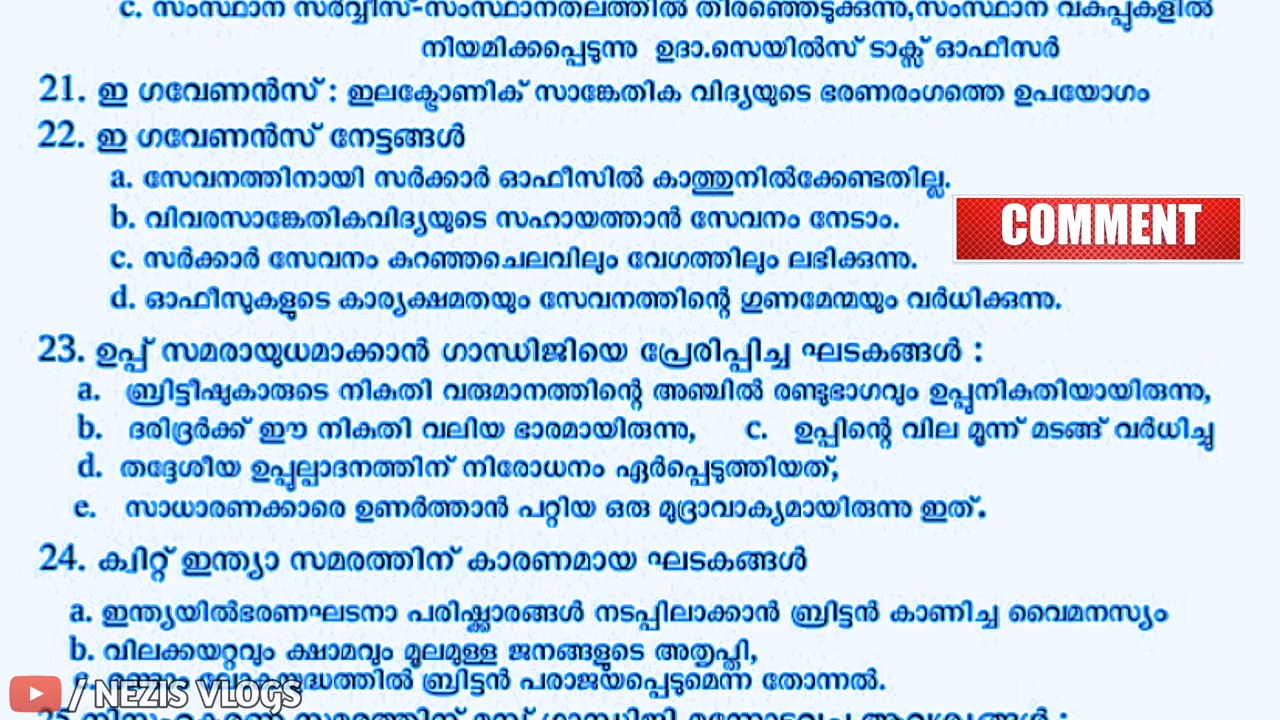 c. സംസ്ഥാന സർവ്വീസ്-സംസ്ഥാനതലത്തിൽ തിരഞ്ഞെടുക്കുന്നു,സംസ്ഥാന വകുപ്പുകളിൽ
നിയമിക്കപ്പെടുന്നു ഉദാ.സെയിൽസ് ടാക്സ് ഓഫീസർ
21. ഇ ഗവേണൻസ് : ഇലക്ട്രോണിക് സാങ്കേതിക വിദ്യയുടെ ഭരണരംഗത്തെ ഉപയോഗം
22. ഇ ഗവേണൻസ് നേട്ടങ്ങൾ
a. സേവനത്തിനായി സർക്കാർ ഓഫീസിൽ കാത്തുനിൽക്കേണ്ടതില്ല.
b. വിവരസാങ്കേതികവിദ്യയുടെ സഹായത്താൻ സേവനം നേടാം.
COMMENT
c. സർക്കാർ സേവനം കുറഞ്ഞചെലവിലും വേഗത്തിലും ലഭിക്കുന്നു.
d. ഓഫീസുകളുടെ കാര്യക്ഷമതയും സേവനത്തിന്റെ ഗുണമേന്മയും വർധിക്കുന്നു.
23. ഉപ്പ് സമരായുധമാക്കാൻ ഗാന്ധിജിയെ പ്രേരിപ്പിച്ച ഘടകങ്ങൾ :
a. ബ്രിട്ടീഷുകാരുടെ നികുതി വരുമാനത്തിന്റെ അഞ്ചിൽ രണ്ടുഭാഗവും ഉപ്പുനികുതിയായിരുന്നു,
b. ദരിദ്രർക്ക് ഈ നികുതി വലിയ ഭാരമായിരുന്നു, c. ഉപ്പിന്റെ വില മൂന്ന് മടങ്ങ് വർധിച്ചു
d. തദ്ദേശീയ ഉപ്പുല്പാദനത്തിന് നിരോധനം ഏർപ്പെടുത്തിയത്,
e. സാധാരണക്കാരെ ഉണർത്താൻ പറ്റിയ ഒരു മുദ്രാവാക്യമായിരുന്നു ഇത്.
24. ക്വിറ്റ് ഇന്ത്യാ സമരത്തിന് കാരണമായ ഘടകങ്ങൾ
a. ഇന്ത്യയിൽഭരണഘടനാ പരിഷ്ക്കാരങ്ങൾ നടപ്പിലാക്കാൻ ബ്രിട്ടൻ കാണിച്ച വൈമനസ്യം
b. വിലക്കയറ്റവും ക്ഷാമവും മൂലമുള്ള ജനങ്ങളുടെ അതൃപ്തി,
ബ്രിട്ടൻ പരാജയപ്പെടുമെന്ന തോന്നൽ.
/ NEZIS VLOGS